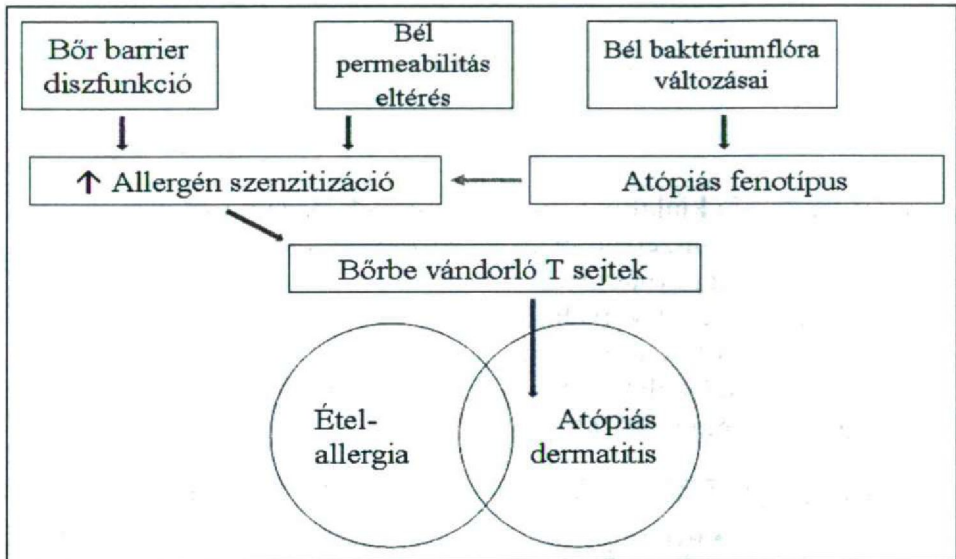 Bőr barrier
diszfunkció
Bél
permeabilitás
eltérés
Bél baktériumflóra
változásai
↑ Allergén szenzitizáció
Atópiás fenotípus
Bőrbe vándorló T sejtek
Étel-
allergia
Atópiás
dermatitis